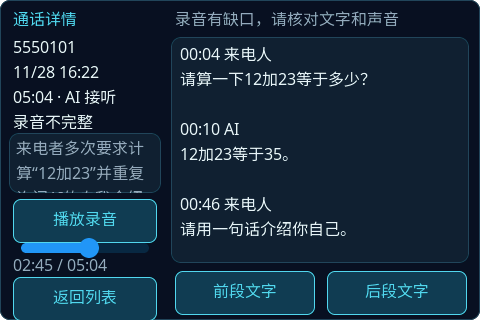 通话详情
5550101
11/28 16:22
05:04 · AI 接听
录音不完整
来电者多次要求计
算“12加23”并重复
播放录音
02:45 / 05:04
返回列表
录音有缺口，请核对文字和声音
00:04 来电人
请算一下12加23等于多少？
00:10 AI
12加23等于35。
00:46 来电人
请用一句话介绍你自己。
前段文字
后段文字